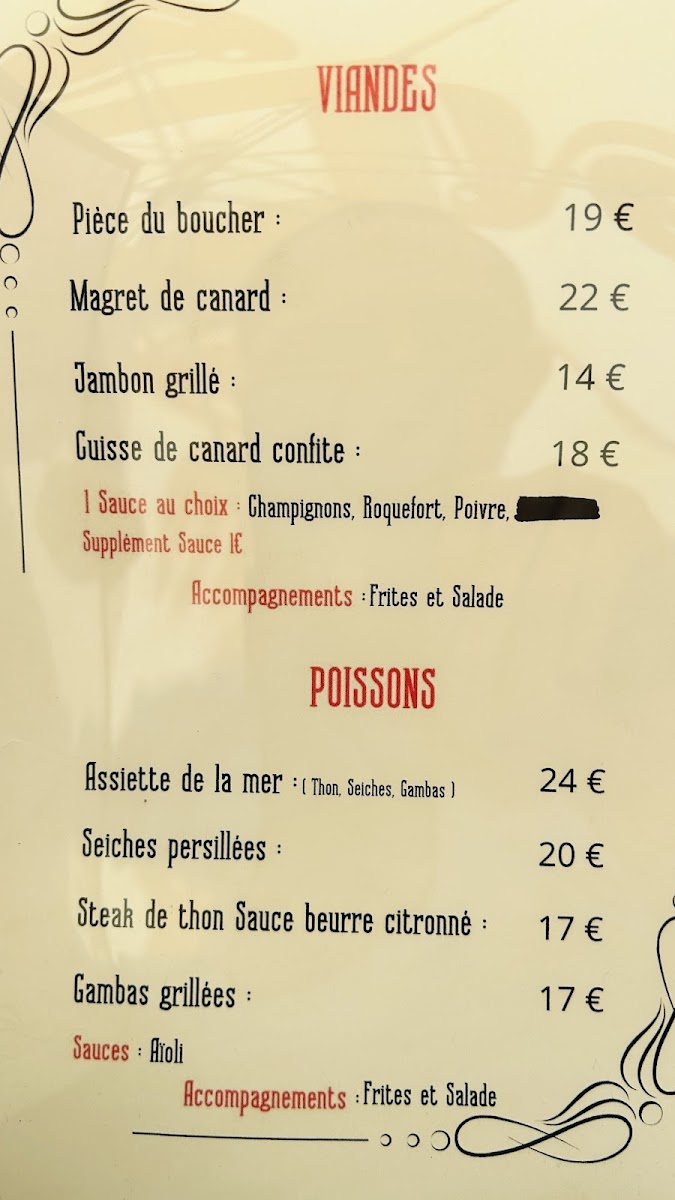 VIANDES
Pièce du boucher : 19 €
Magret de canard : 22 €
Jambon grillé : 14 €
Cuisse de canard confite : 18 €
1 Sauce au choix : Champignons, Roquefort, Poivre,
Supplément Sauce 1€
Accompagnements : Frites et Salade
POISSONS
Assiette de la mer : ( Thon, Seiches, Gambas ) 24 €
Seiches persillées : 20 €
Steak de thon Sauce beurre citronné : 17 €
Gambas grillées : 17 €
Sauces : Aïoli
Accompagnements : Frites et Salade